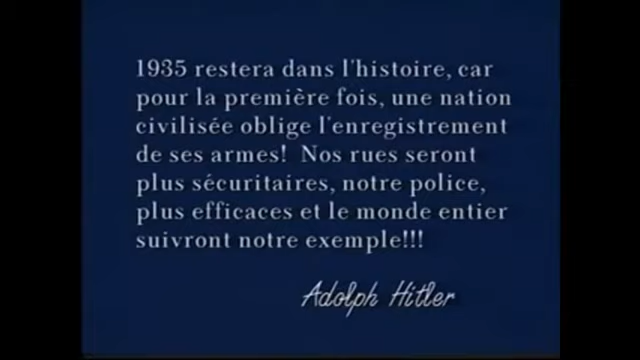 1935 restera dans l'histoire, car
pour la première fois, une nation
civilisée oblige l'enregistrement
de ses armes!  Nos rues seront
plus sécuritaires, notre police,
plus efficaces et le monde entier
suivront notre exemple!!!
Adolph Hitler